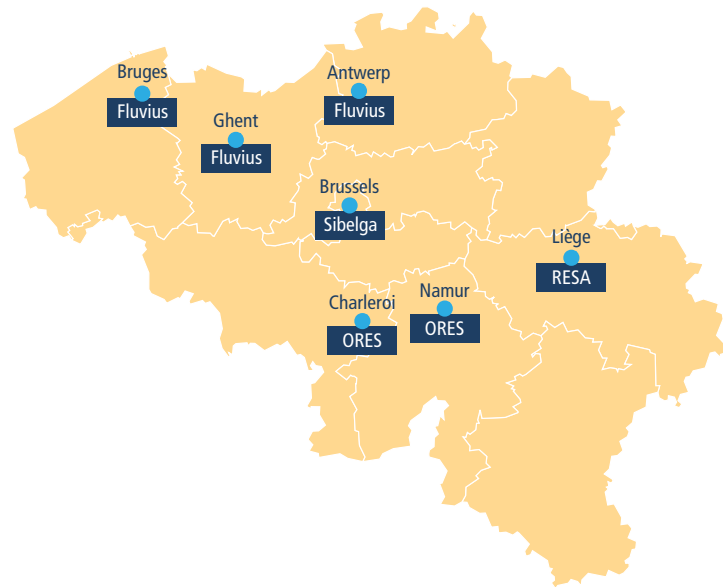 Bruges
Fluvius
Antwerp
Fluvius
Ghent
Fluvius
Brussels
Sibelga
Liège
RESA
Charleroi
ORES
Namur
ORES